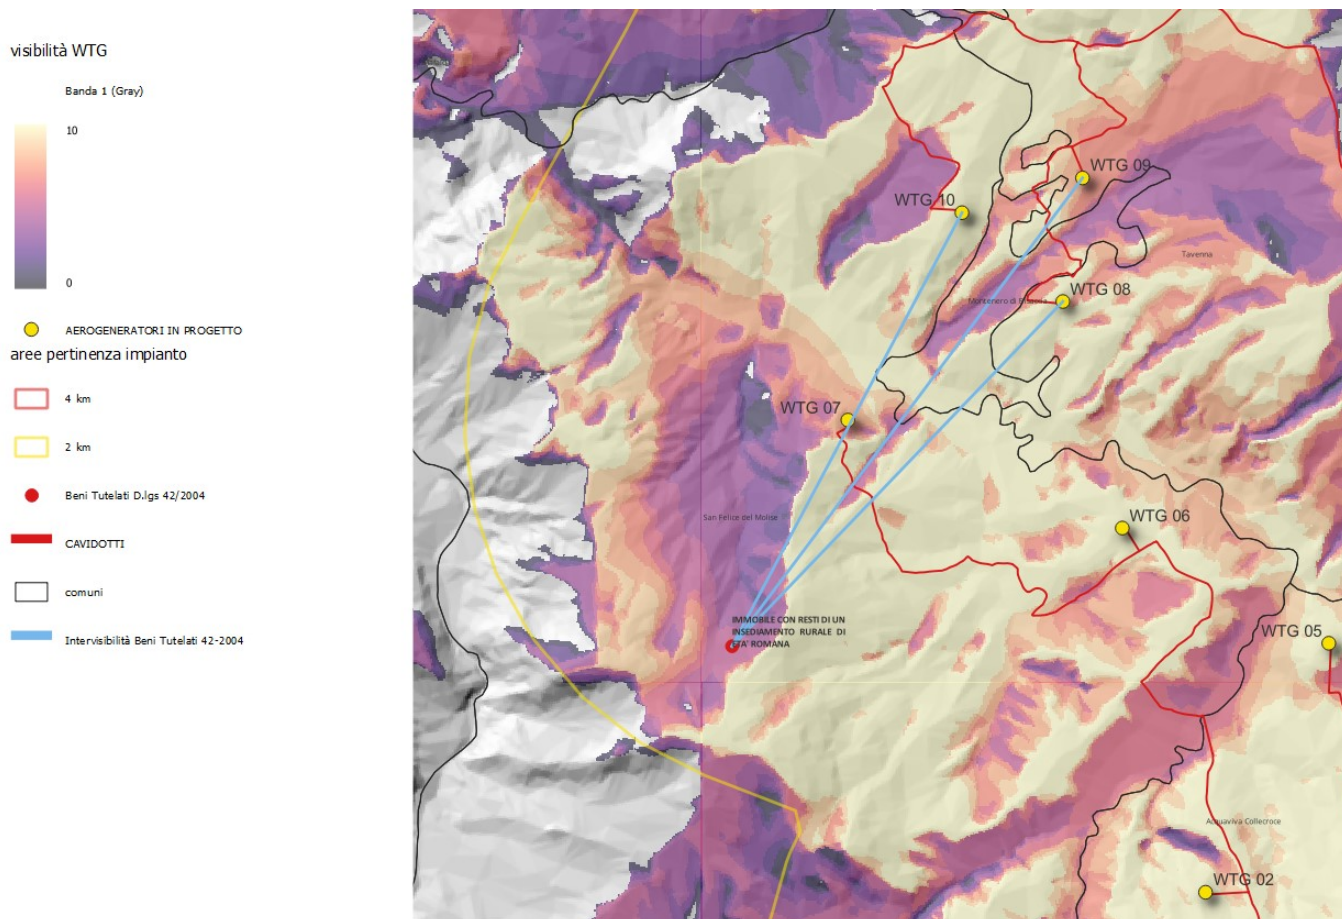 visibilità WTG
Banda 1 (Gray)
10
0
AEROGENERATORI IN PROGETTO
aree pertinenza impianto
4 km
2 km
Beni Tutelati D.lgs 42/2004
CAVIDOTTI
comuni
Intervisibilità Beni Tutelati 42-2004
WTG 09
WTG 10
Tavenna
WTG 08
Montenero di
WTG 07
WTG 06
San Felice del Molise
IMMOBILE CON RESTI DI UN
INSEDIAMENTO RURALE DI
ETA' ROMANA
WTG 05
Acquaviva Collecroce
WTG 02